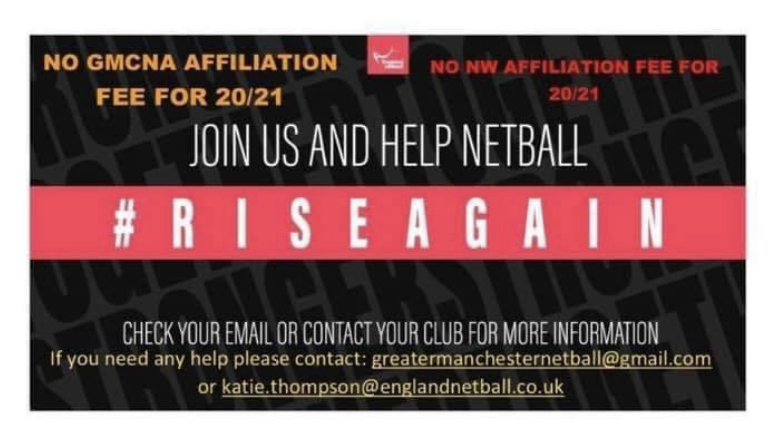 NO GMCNA AFFILIATION
FEE FOR 20/21
NO NW AFFILIATION FEE FOR
20/21
JOIN US AND HELP NETBALL
#RISEAGAIN
CHECK YOUR EMAIL OR CONTACT YOUR CLUB FOR MORE INFORMATION
If you need any help please contact: greatermanchesternetball@gmail.com
or katie.thompson@englandnetball.co.uk